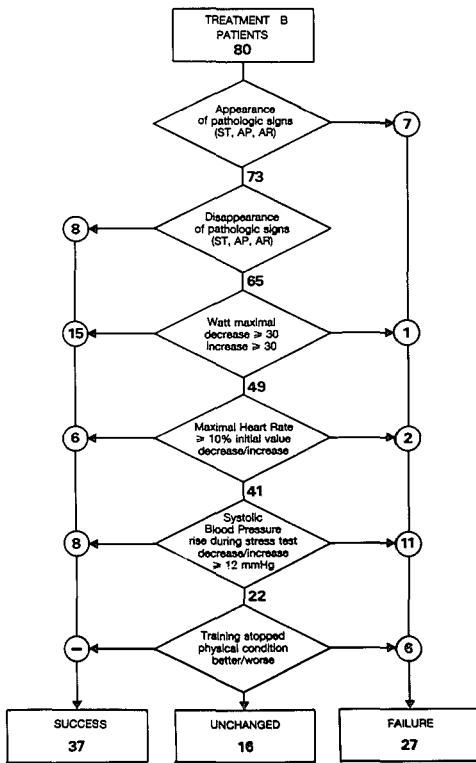 TREATMENT B
PATIENTS
80
Appearance
of pathologic signs
(ST, AP, AR)
7
73
8
Disappearance
of pathologic signs
(ST, AP, AR)
65
15
Watt maximal
decrease ⩾ 30
increase ⩾ 30
1
49
6
Maximal Heart Rate
⩾ 10% initial value
decrease/increase
2
41
8
Systolic
Blood Pressure
rise during stress test
decrease/increase
⩾ 12 mmHg
11
22
–
Training stopped
physical condition
better/worse
6
SUCCESS
37
UNCHANGED
16
FAILURE
27